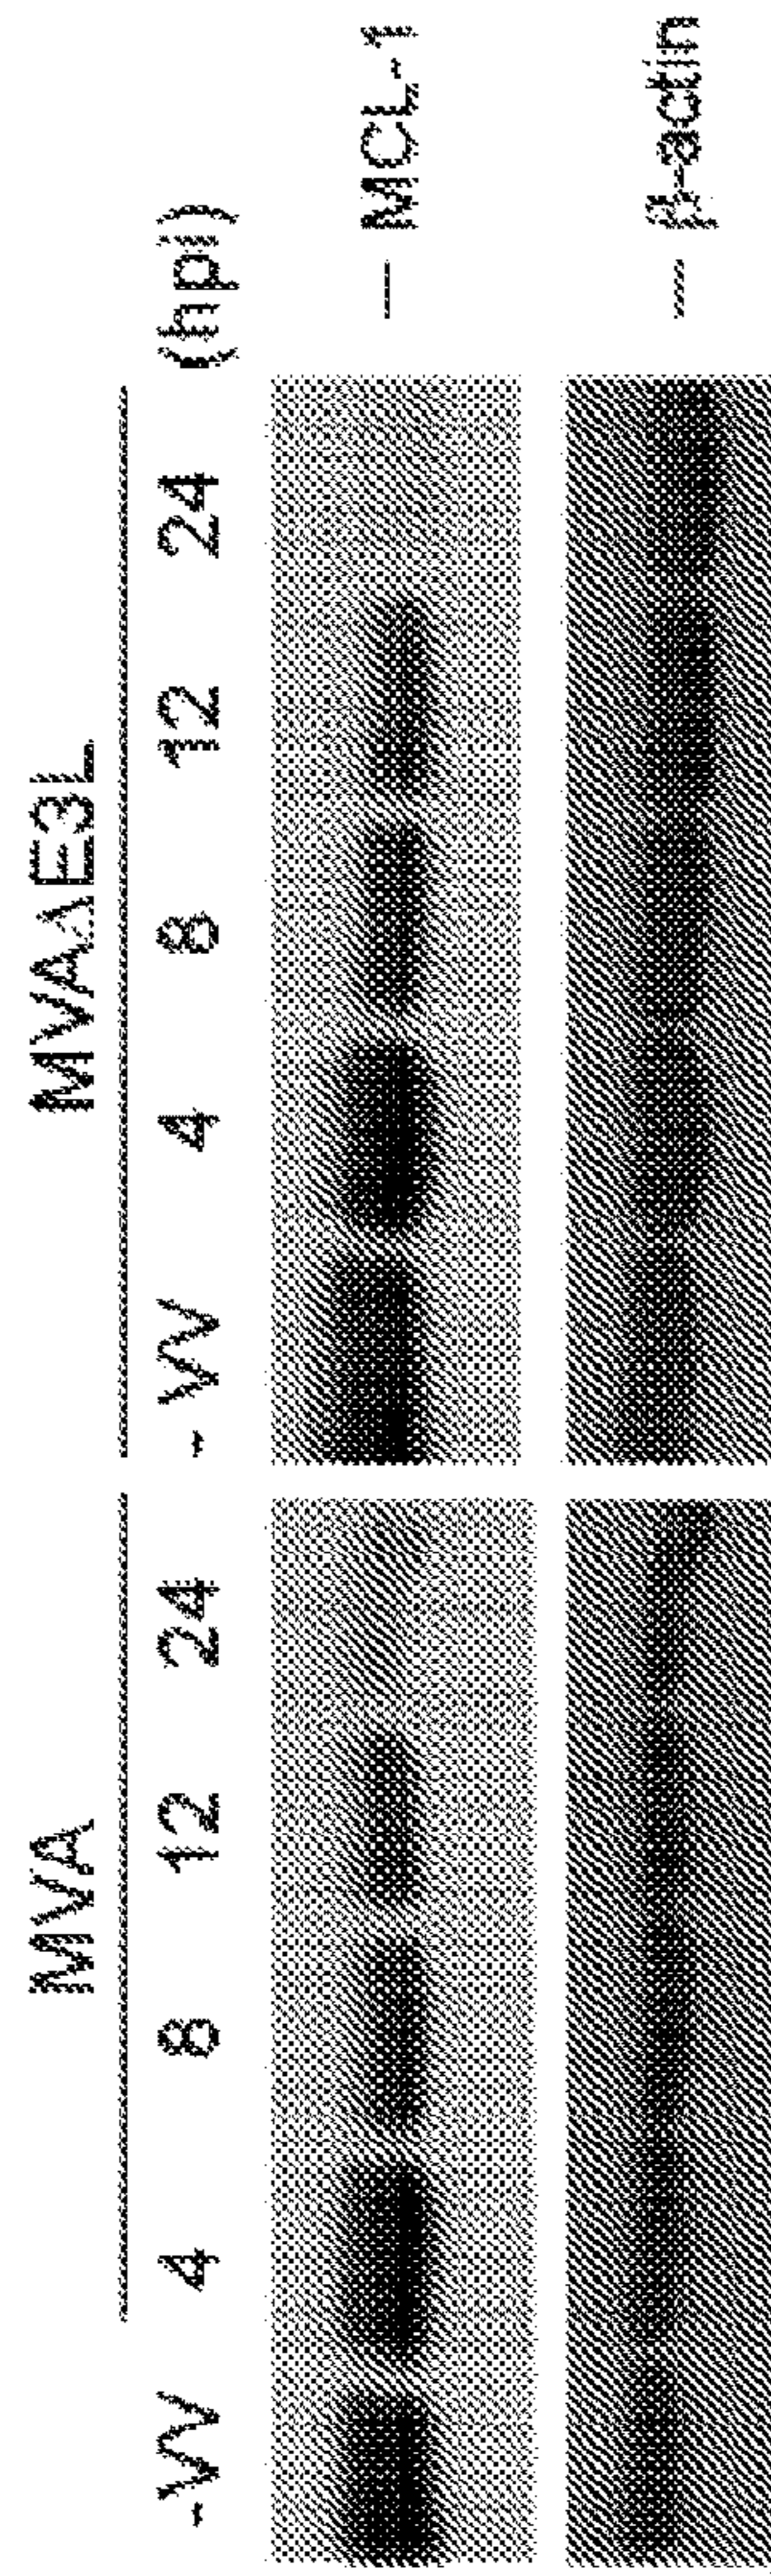 MVA MVAΔE3L
-VV 4 8 12 24 - VV 4 8 12 24 (hpi)
— MCL-1
— β-actin